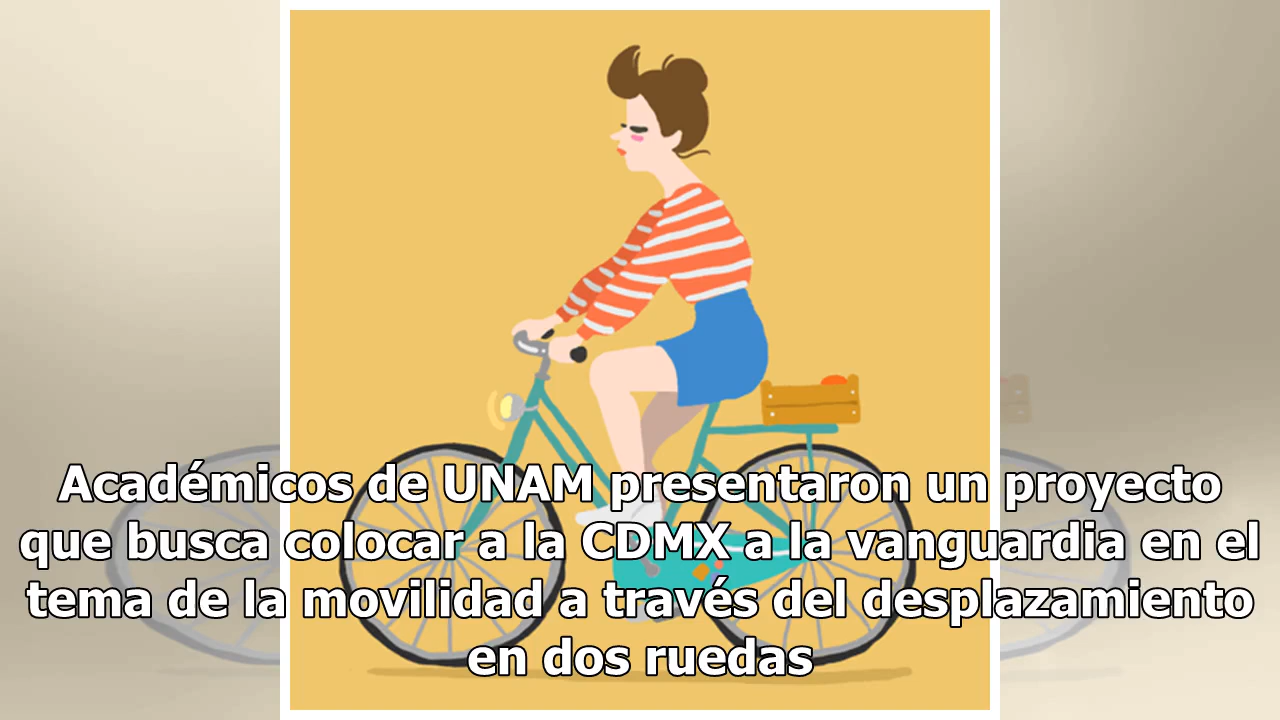 Académicos de UNAM presentaron un proyecto
que busca colocar a la CDMX a la vanguardia en el
tema de la movilidad a través del desplazamiento
en dos ruedas